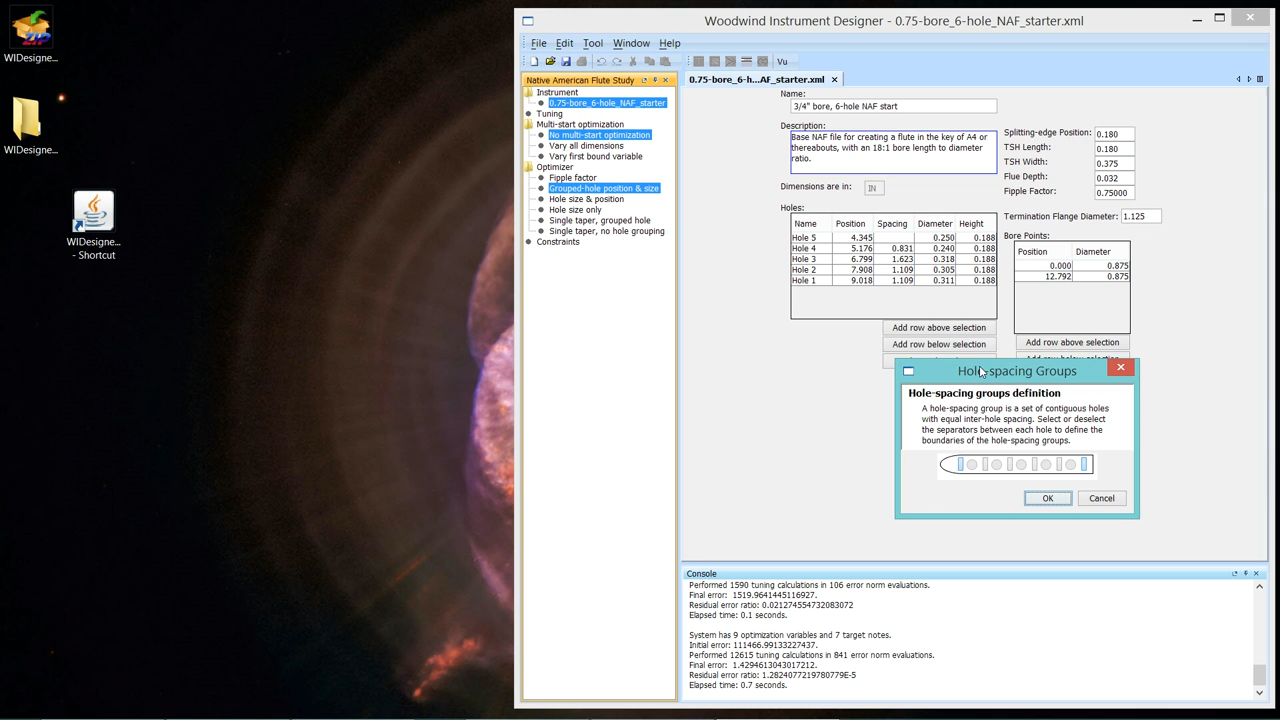 WIDesigne...
WIDesigne...
WIDesigne...
- Shortcut
ZIP
Woodwind Instrument Designer - 0.75-bore_6-hole_NAF_starter.xml
File Edit Tool Window Help
Vu
Native American Flute Study
Instrument
0.75-bore_6-hole_NAF_starter
Tuning
Multi-start optimization
No multi-start optimization
Vary all dimensions
Vary first bound variable
Optimizer
Fipple factor
Grouped-hole position & size
Hole size & position
Hole size only
Single taper, grouped hole
Single taper, no hole grouping
Constraints
0.75-bore_6-h...AF_starter.xml
Name:
3/4" bore, 6-hole NAF start
Description:
Base NAF file for creating a flute in the key of A4 or
thereabouts, with an 18:1 bore length to diameter
ratio.
Dimensions are in: IN
Splitting-edge Position: 0.180
TSH Length: 0.180
TSH Width: 0.375
Flue Depth: 0.032
Fipple Factor: 0.75000
Termination Flange Diameter: 1.125
Holes:
Name Position Spacing Diameter Height
Hole 5 4.345 0.250 0.188
Hole 4 5.176 0.831 0.240 0.188
Hole 3 6.799 1.623 0.318 0.188
Hole 2 7.908 1.109 0.305 0.188
Hole 1 9.018 1.109 0.311 0.188
Add row above selection
Add row below selection
Bore Points:
Position Diameter
0.000 0.875
12.792 0.875
Add row above selection
Add row below selection
Hole-spacing Groups
Hole-spacing groups definition
A hole-spacing group is a set of contiguous holes
with equal inter-hole spacing. Select or deselect
the separators between each hole to define the
boundaries of the hole-spacing groups.
OK Cancel
Console
Performed 1590 tuning calculations in 106 error norm evaluations.
Final error: 1519.9641445116927.
Residual error ratio: 0.021274554732083072
Elapsed time: 0.1 seconds.
System has 9 optimization variables and 7 target notes.
Initial error: 111466.99133227437.
Performed 12615 tuning calculations in 841 error norm evaluations.
Final error: 1.4294613043017212.
Residual error ratio: 1.2824077219780779E-5
Elapsed time: 0.7 seconds.